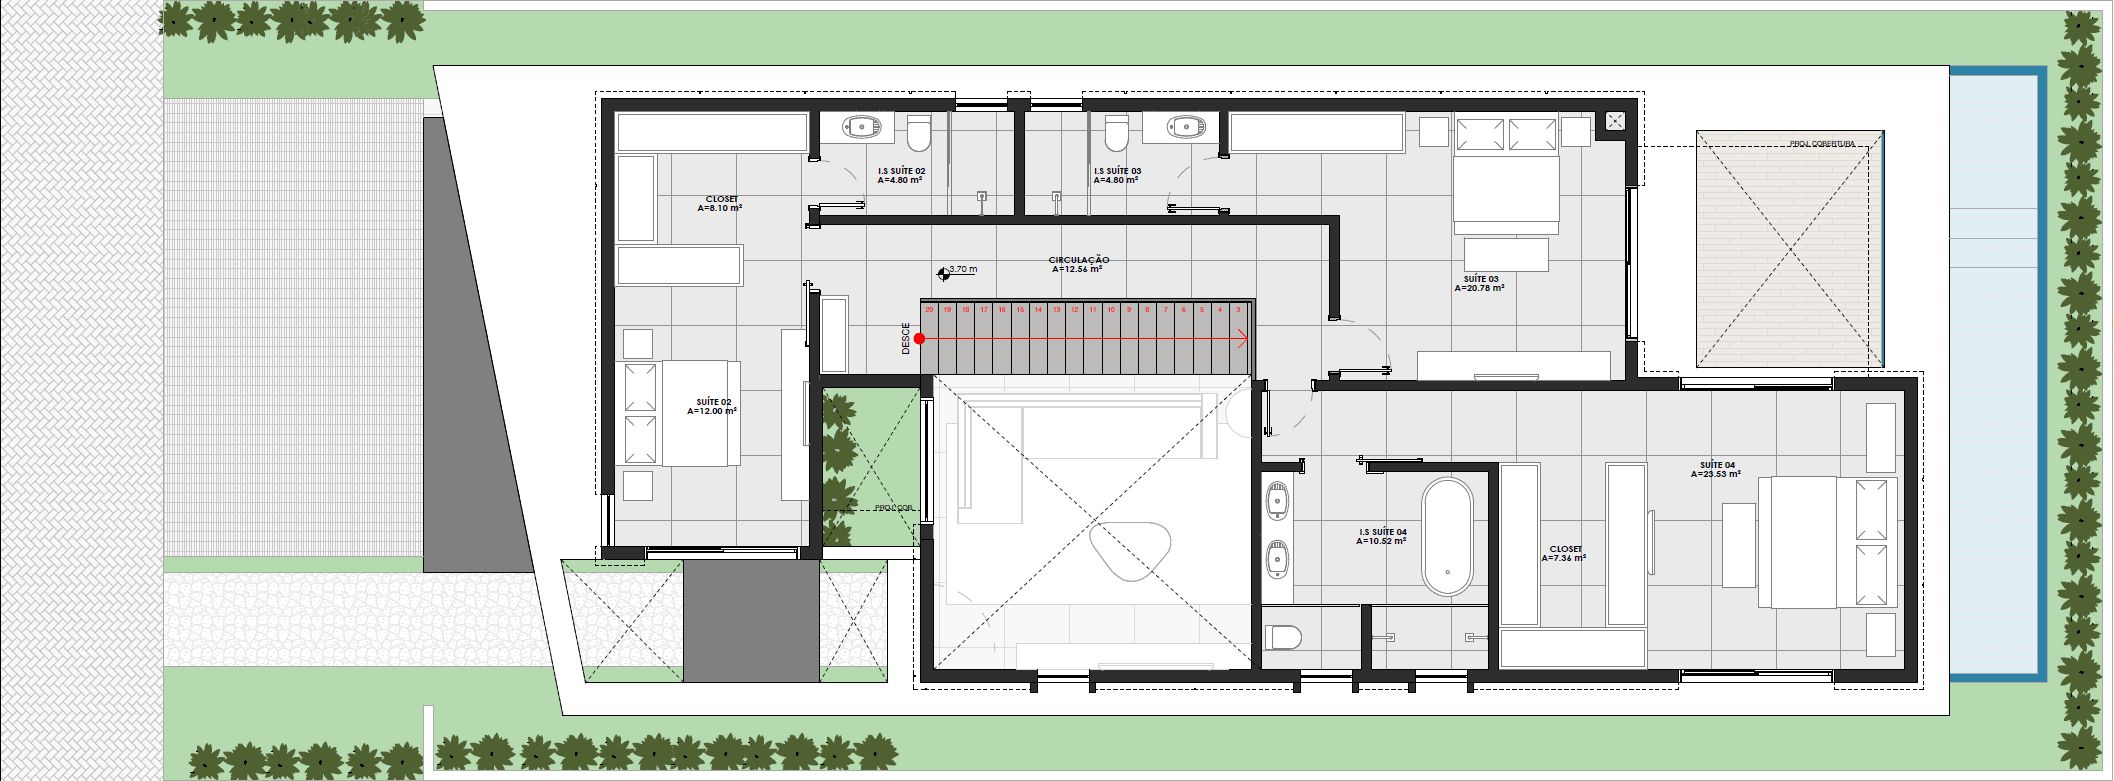 PROJ. COBERTURA
I.S SUÍTE 02
A=4.80 m²
I.S SUÍTE 03
A=4.80 m²
CLOSET
A=8.10 m²
CIRCULAÇÃO
A=12.56 m²
3.70 m
SUÍTE 03
A=20.78 m²
20 19 18 17 16 15 14 13 12 11 10 9 8 7 6 5 4 3
DESCE
SUÍTE 02
A=12.00 m²
SUÍTE 04
A=23.53 m²
PROJ. COB.
I.S SUÍTE 04
A=10.52 m²
CLOSET
A=7.36 m²